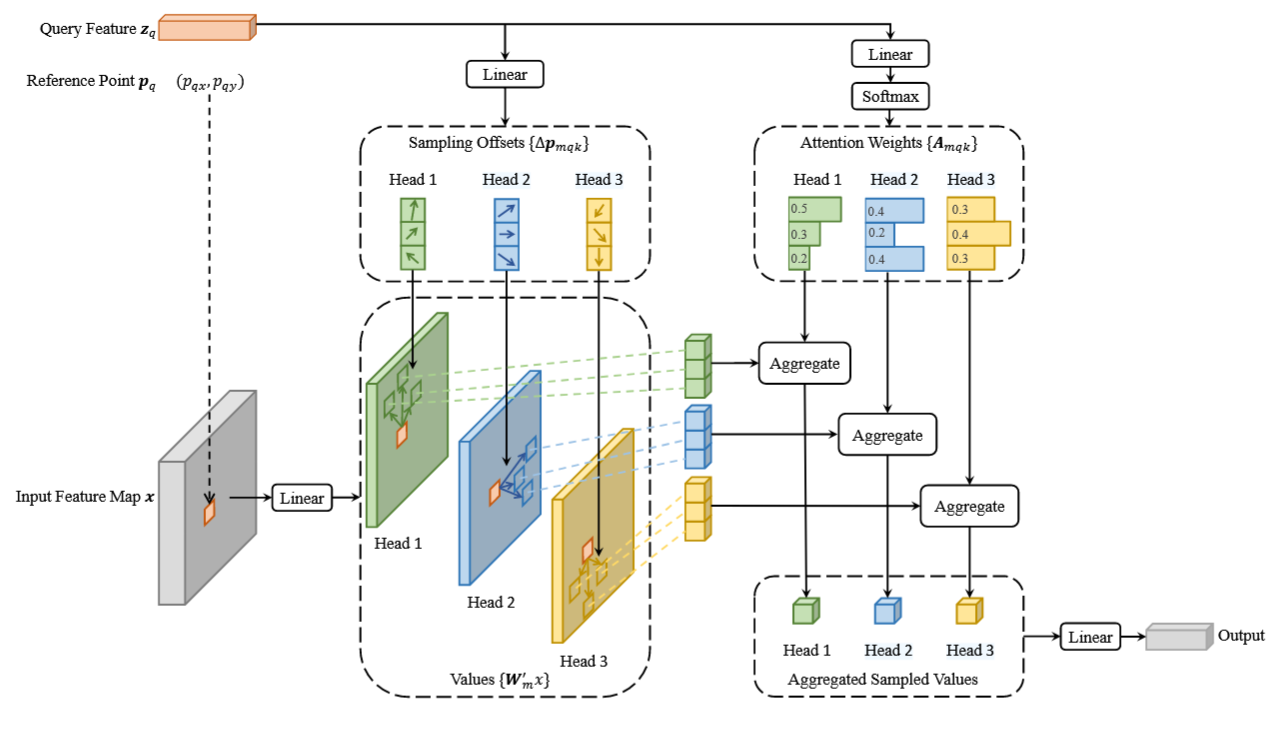 Query Feature z_q
Linear
Linear
Reference Point p_q (p_qx, p_qy)
Softmax
Sampling Offsets {Δp_mqk}
Attention Weights {A_mqk}
Head 1 Head 2 Head 3
Head 1 Head 2 Head 3
0.5 0.4 0.3
0.3 0.2 0.4
0.2 0.4 0.3
Aggregate
Aggregate
Aggregate
Input Feature Map x
Linear
Head 1
Head 2
Head 3
Values {W'_m x}
Head 1 Head 2 Head 3
Aggregated Sampled Values
Linear
Output